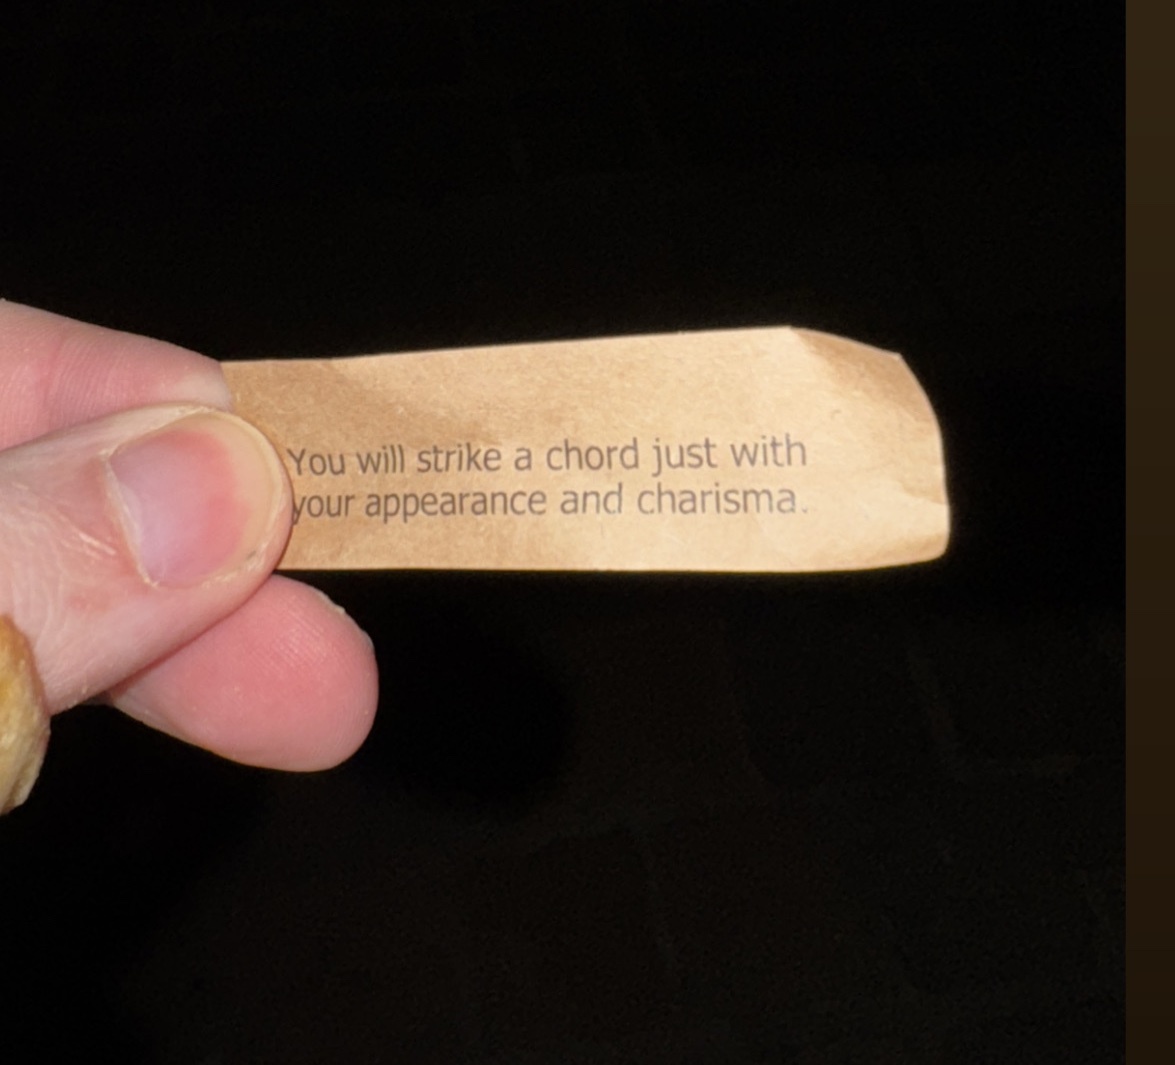 You will strike a chord just with
your appearance and charisma.